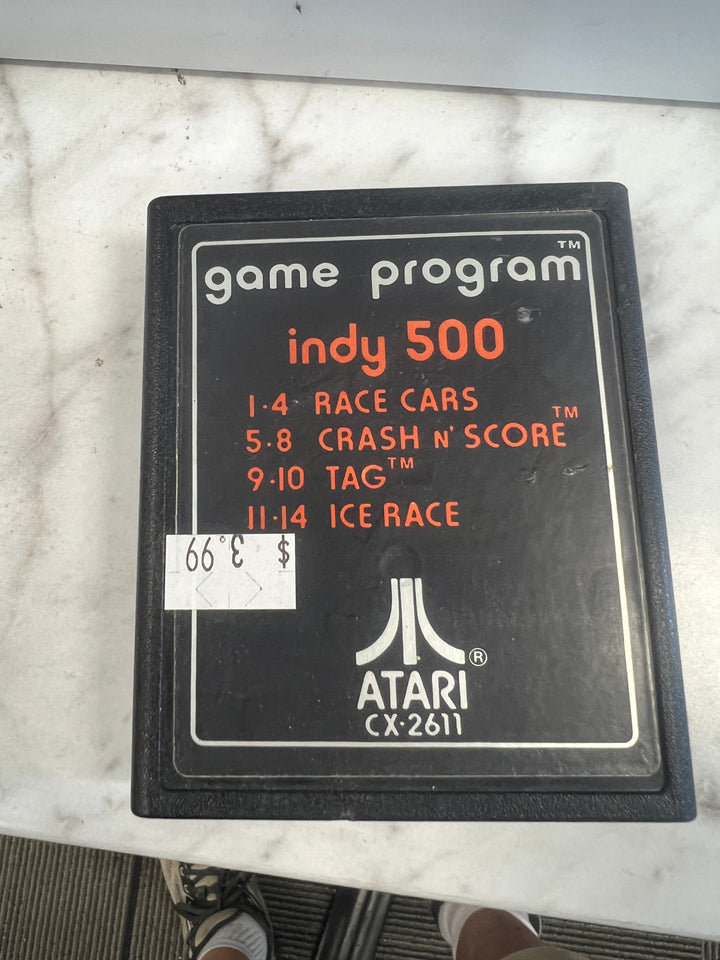 game program™
indy 500
1·4 RACE CARS
5·8 CRASH N' SCORE™
9·10 TAG™
11·14 ICE RACE
$ 3.99
ATARI®
CX·2611